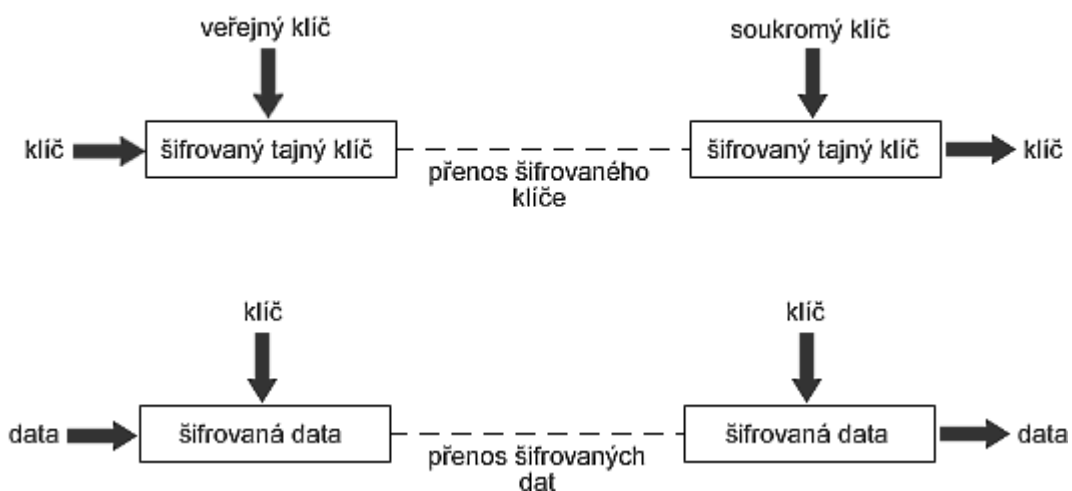 veřejný klíč
soukromý klíč
klíč
šifrovaný tajný klíč
přenos šifrovaného
klíče
šifrovaný tajný klíč
klíč
klíč
klíč
data
šifrovaná data
přenos šifrovaných
dat
šifrovaná data
data